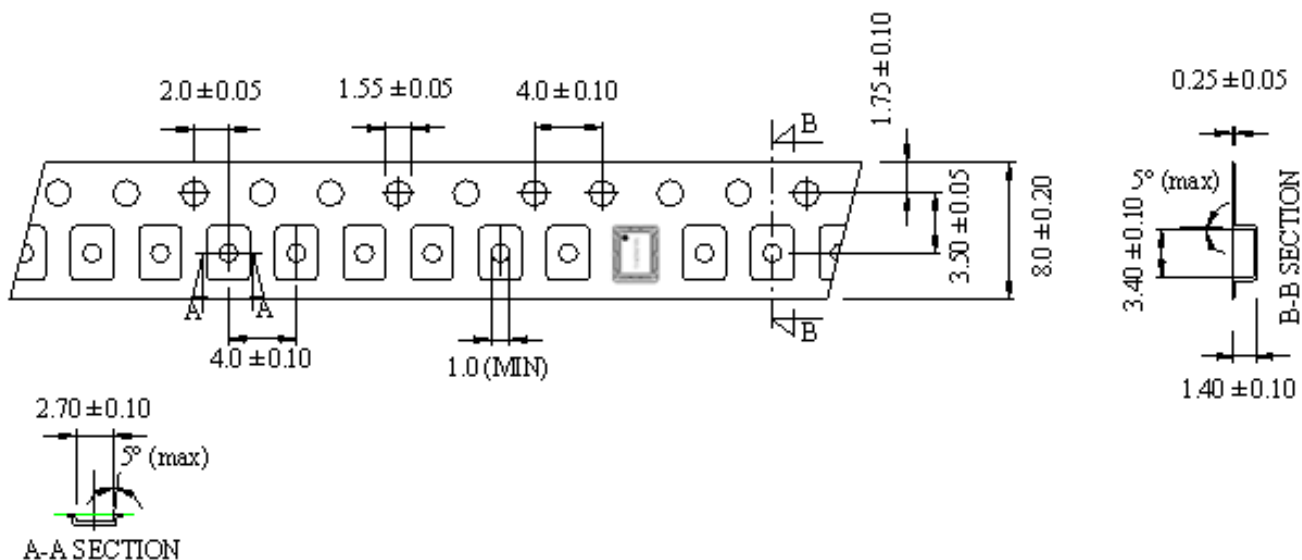 2.0 ±0.05
1.55 ±0.05
4.0 ±0.10
1.75 ±0.10
0.25 ±0.05
B
5° (max)
3.50 ±0.05
8.0 ±0.20
3.40 ±0.10
B-B SECTION
A
A
B
4.0 ±0.10
1.0 (MIN)
1.40 ±0.10
2.70 ±0.10
5° (max)
A-A SECTION